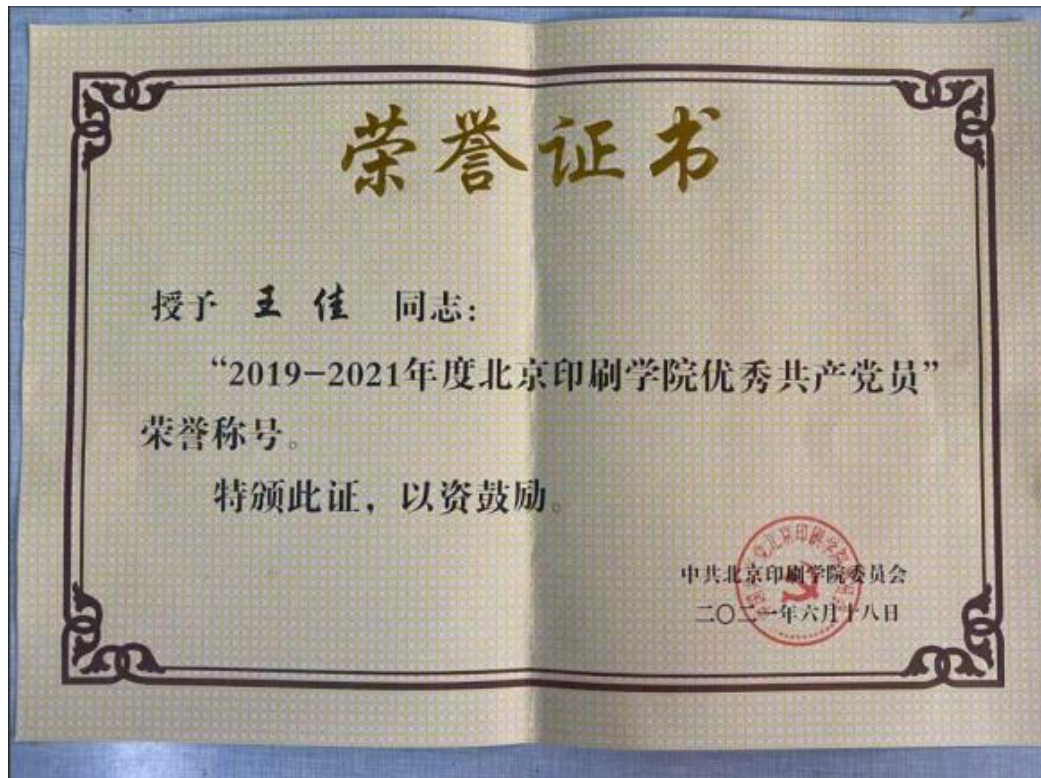 荣誉证书
授予 王佳 同志:
“2019-2021年度北京印刷学院优秀共产党员”
荣誉称号。
特颁此证，以资鼓励。
中共北京印刷学院委员会
二〇二一年六月十八日